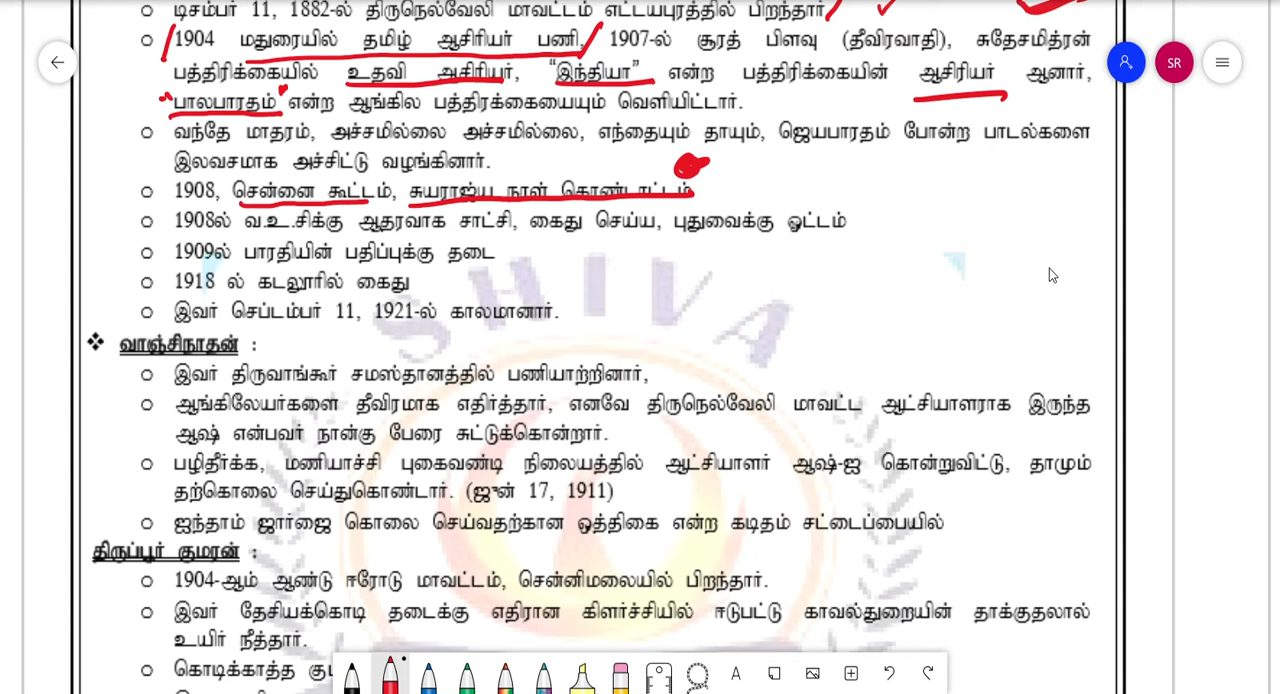 o டிசம்பர் 11, 1882-ல் திருநெல்வேலி மாவட்டம் எட்டயபுரத்தில் பிறந்தார்
o 1904 மதுரையில் தமிழ் ஆசிரியர் பணி, 1907-ல் சூரத் பிளவு (தீவிரவாதி), சுதேசமித்ரன்
பத்திரிக்கையில் உதவி அசிரியர், “இந்தியா” என்ற பத்திரிக்கையின் ஆசிரியர் ஆனார்,
“பாலபாரதம்” என்ற ஆங்கில பத்திரக்கையையும் வெளியிட்டார்.
o வந்தே மாதரம், அச்சமில்லை அச்சமில்லை, எந்தையும் தாயும், ஜெயபாரதம் போன்ற பாடல்களை
இலவசமாக அச்சிட்டு வழங்கினார்.
o 1908, சென்னை கூட்டம், சுயராஜ்ய நாள் கொண்டாட்டம்
o 1908ல் வ.உ.சிக்கு ஆதரவாக சாட்சி, கைது செய்ய, புதுவைக்கு ஓட்டம்
o 1909ல் பாரதியின் பதிப்புக்கு தடை
o 1918 ல் கடலூரில் கைது
o இவர் செப்டம்பர் 11, 1921-ல் காலமானார்.
SHIVA
❖ வாஞ்சிநாதன் :
o இவர் திருவாங்கூர் சமஸ்தானத்தில் பணியாற்றினார்,
o ஆங்கிலேயர்களை தீவிரமாக எதிர்த்தார், எனவே திருநெல்வேலி மாவட்ட ஆட்சியாளராக இருந்த
ஆஷ் என்பவர் நான்கு பேரை சுட்டுக்கொன்றார்.
o பழிதீர்க்க, மணியாச்சி புகைவண்டி நிலையத்தில் ஆட்சியாளர் ஆஷ்-ஐ கொன்றுவிட்டு, தாமும்
தற்கொலை செய்துகொண்டார். (ஜுன் 17, 1911)
o ஐந்தாம் ஜார்ஜை கொலை செய்வதற்கான ஒத்திகை என்ற கடிதம் சட்டைப்பையில்
திருப்பூர் குமரன் :
o 1904-ஆம் ஆண்டு ஈரோடு மாவட்டம், சென்னிமலையில் பிறந்தார்.
o இவர் தேசியக்கொடி தடைக்கு எதிரான கிளர்ச்சியில் ஈடுபட்டு காவல்துறையின் தாக்குதலால்
உயிர் நீத்தார்.
o கொடிக்காத்த
SR
A